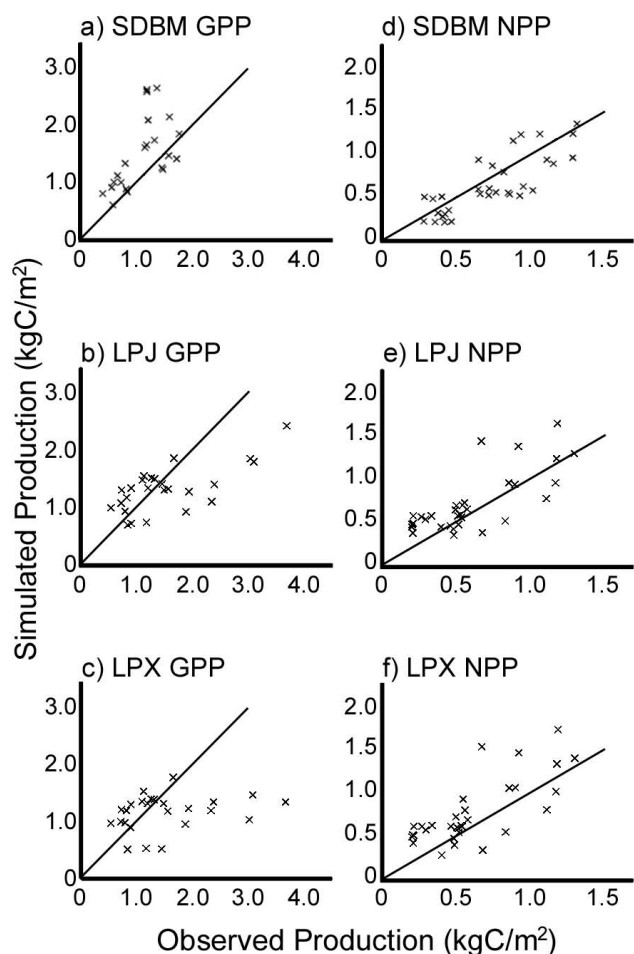 a) SDBM GPP
3.0
2.0
1.0
0
0 1.0 2.0 3.0 4.0
d) SDBM NPP
2.0
1.5
1.0
0.5
0
0.5 1.0 1.5
b) LPJ GPP
3.0
2.0
1.0
0
0 1.0 2.0 3.0 4.0
e) LPJ NPP
2.0
1.5
1.0
0.5
0
0 0.5 1.0 1.5
c) LPX GPP
3.0
2.0
1.0
0
0 1.0 2.0 3.0 4.0
f) LPX NPP
2.0
1.5
1.0
0.5
0
0 0.5 1.0 1.5
Simulated Production (kgC/m²)
Observed Production (kgC/m²)